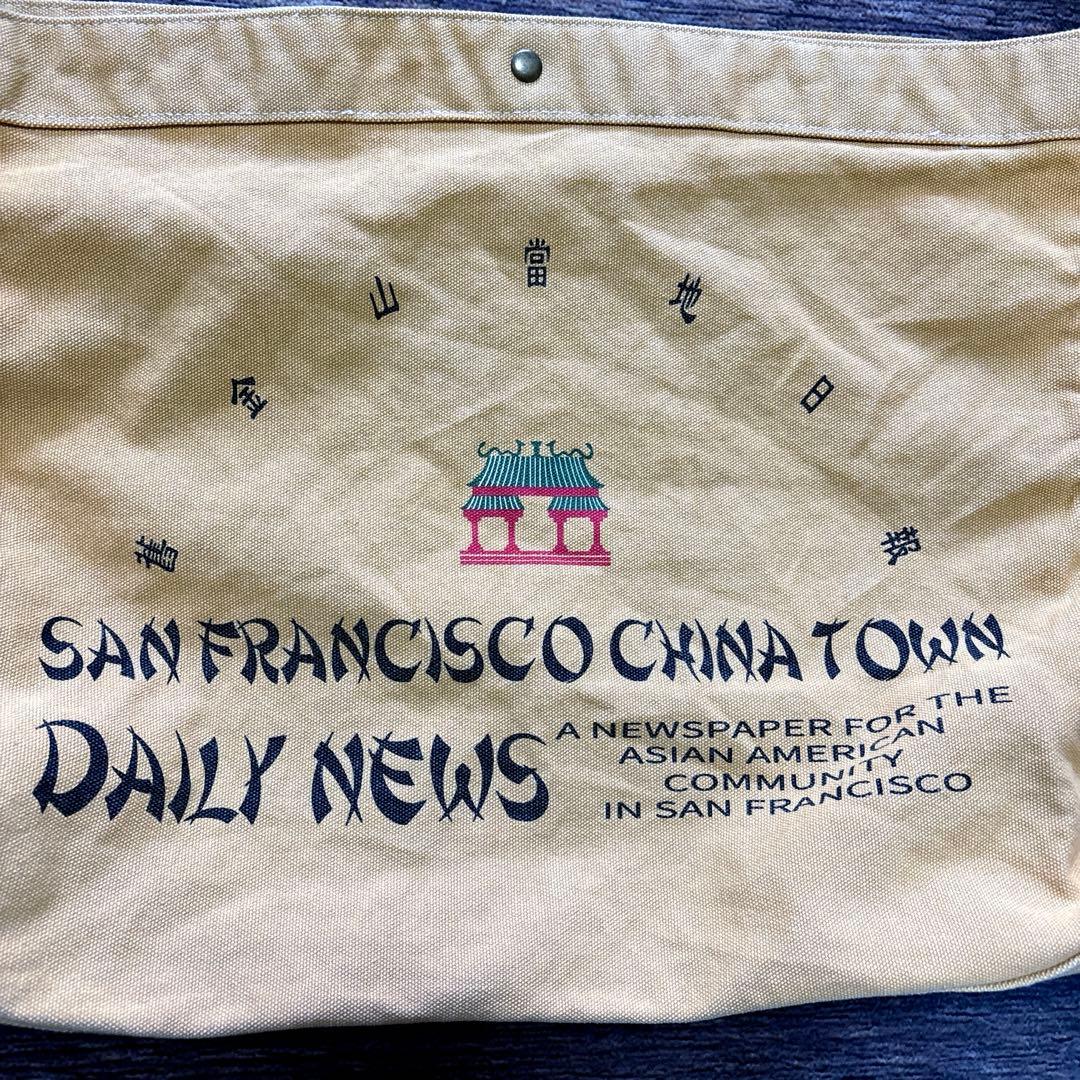 舊金山當地日報
SAN FRANCISCO CHINA TOWN
DAILY NEWS
A NEWSPAPER FOR THE
ASIAN AMERICAN
COMMUNITY
IN SAN FRANCISCO